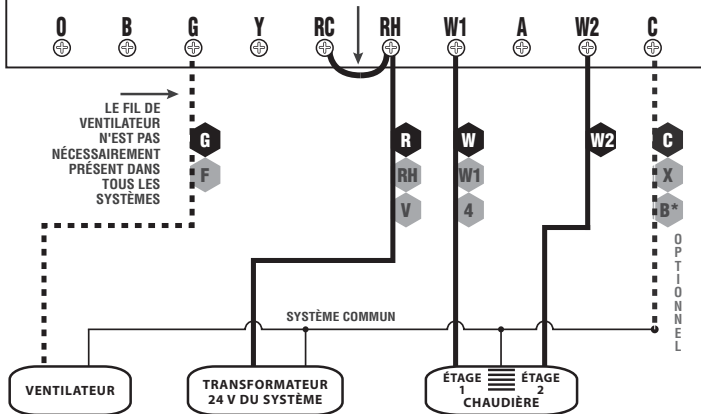 O B G Y RC RH W1 A W2 C
LE FIL DE
VENTILATEUR
N'EST PAS
NÉCESSAIREMENT
PRÉSENT DANS
TOUS LES
SYSTÈMES
G R W W2 C
F RH W1 X
V 4 B*
OPTIONNEL
SYSTÈME COMMUN
VENTILATEUR
TRANSFORMATEUR
24 V DU SYSTÈME
ÉTAGE ÉTAGE
1 2
CHAUDIÈRE